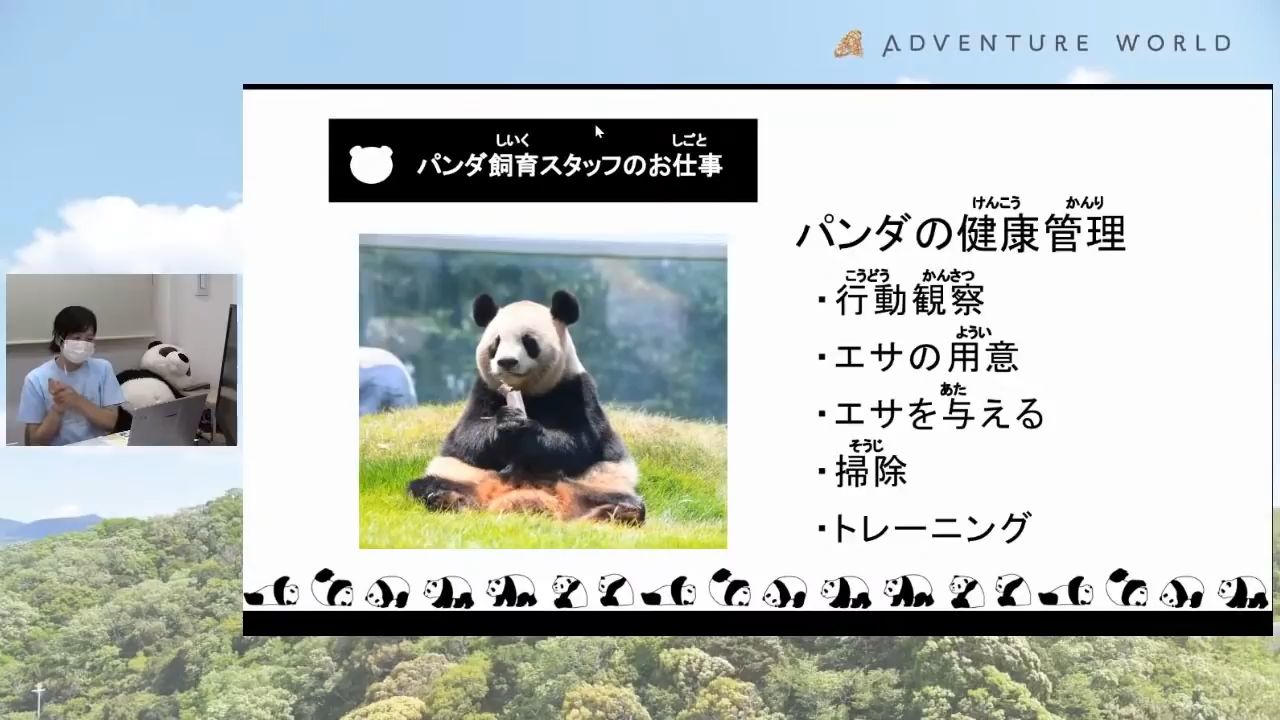 ADVENTURE WORLD
しいく しごと
パンダ飼育スタッフのお仕事
けんこう かんり
パンダの健康管理
こうどう かんさつ
・行動観察
ようい
・エサの用意
あた
・エサを与える
そうじ
・掃除
・トレーニング